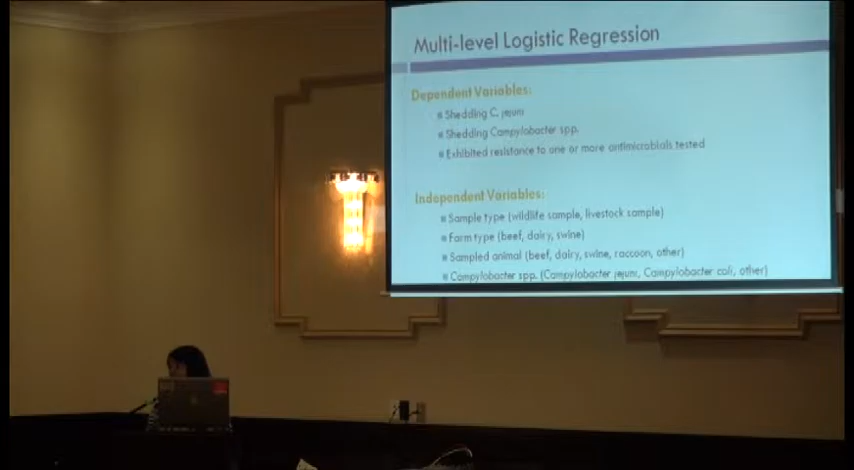 Multi-level Logistic Regression
Dependent Variables:
Shedding C. jejuni
Shedding Campylobacter spp.
Exhibited resistance to one or more antimicrobials tested
Independent Variables:
Sample type (wildlife sample, livestock sample)
Farm type (beef, dairy, swine)
Sampled animal (beef, dairy, swine, raccoon, other)
Campylobacter spp. (Campylobacter jejuni, Campylobacter coli, other)